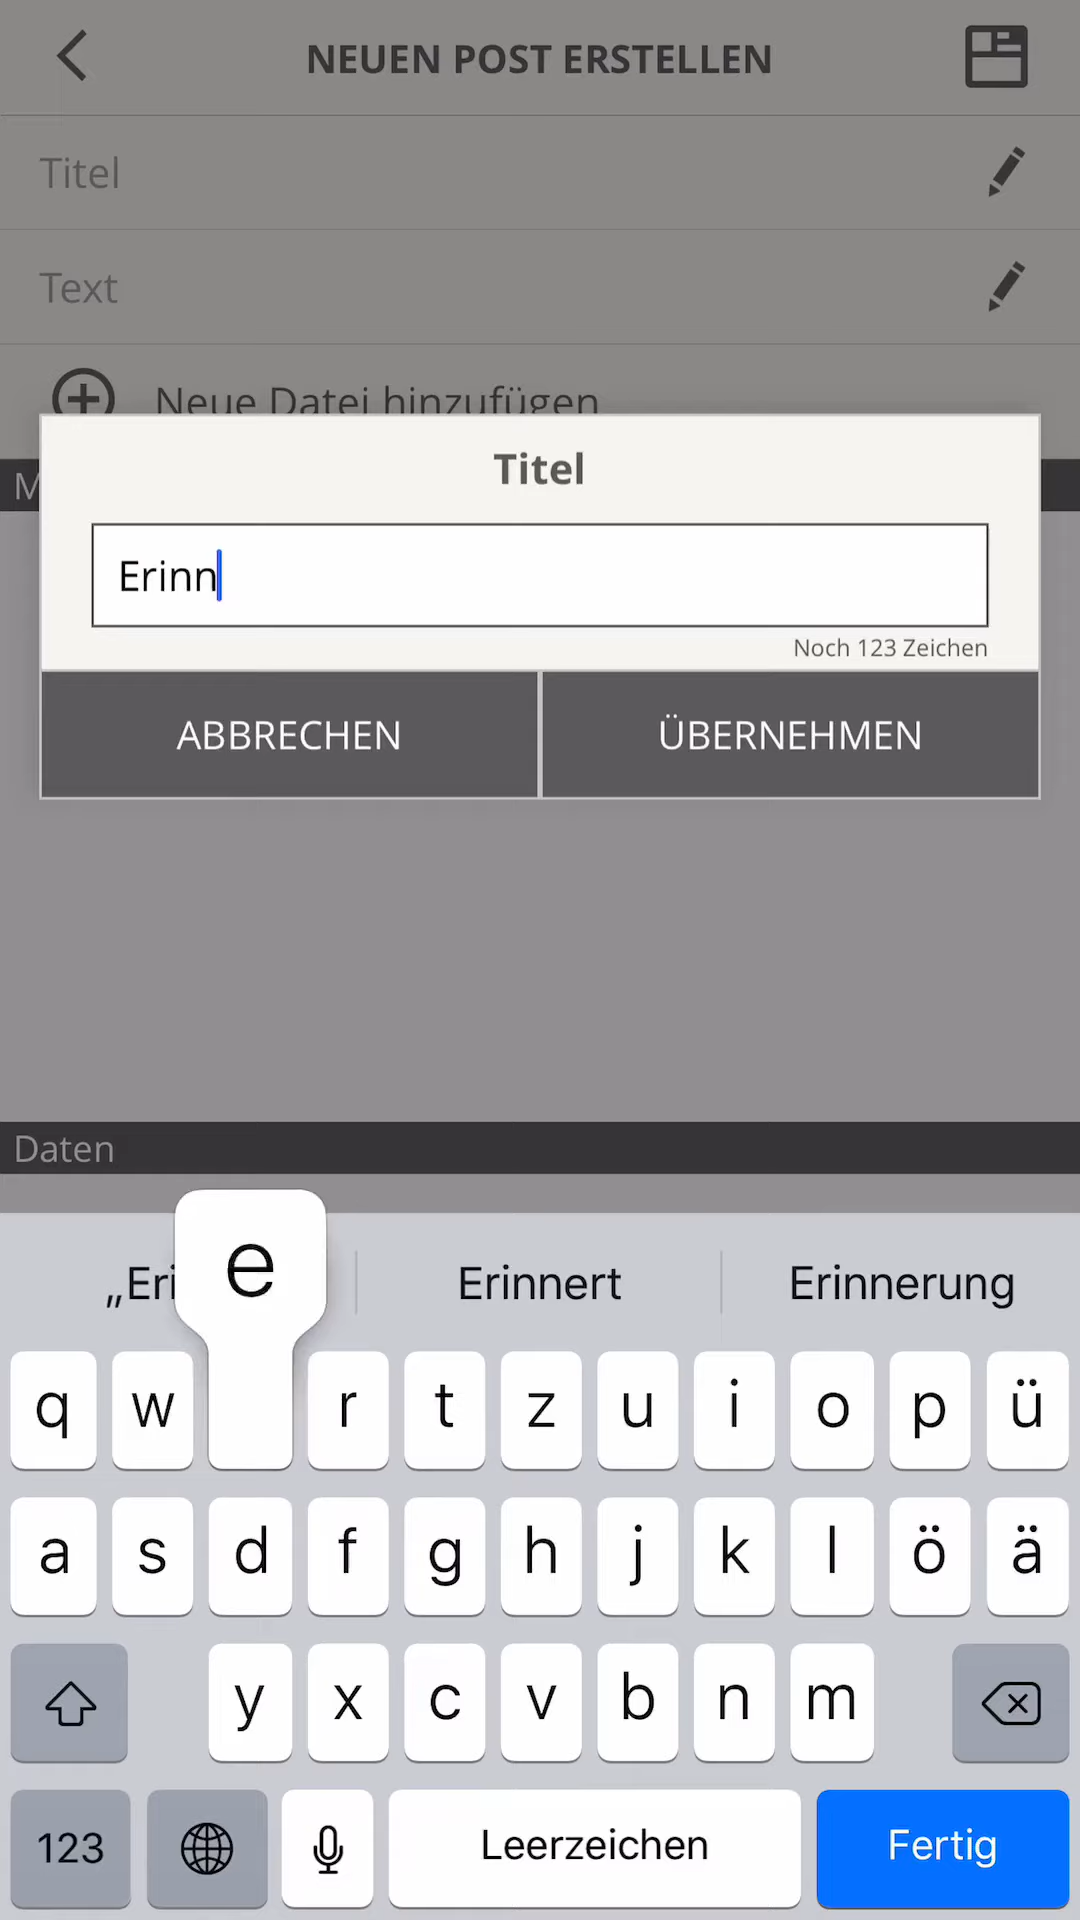 NEUEN POST ERSTELLEN
Titel
Text
Neue Datei hinzufügen
M
Titel
Erinn
Noch 123 Zeichen
ABBRECHEN ÜBERNEHMEN
Daten
„Eri Erinnert Erinnerung
e
q w r t z u i o p ü
a s d f g h j k l ö ä
y x c v b n m
123 Leerzeichen Fertig